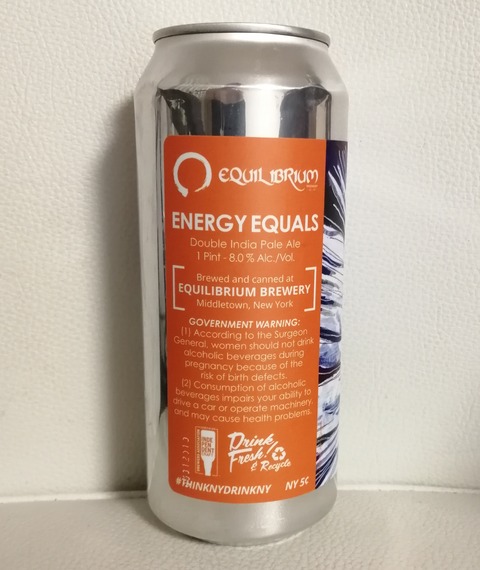 EQUILIBRIUM
ENERGY EQUALS
Double India Pale Ale
1 Pint - 8.0 % Alc./Vol.
Brewed and canned at
EQUILIBRIUM BREWERY
Middletown, New York
GOVERNMENT WARNING:
(1) According to the Surgeon
General, women should not drink
alcoholic beverages during
pregnancy because of the
risk of birth defects.
(2) Consumption of alcoholic
beverages impairs your ability to
drive a car or operate machinery,
and may cause health problems.
Drink
Fresh!
& Recycle
#THINKNYDRINKNY NY 5¢